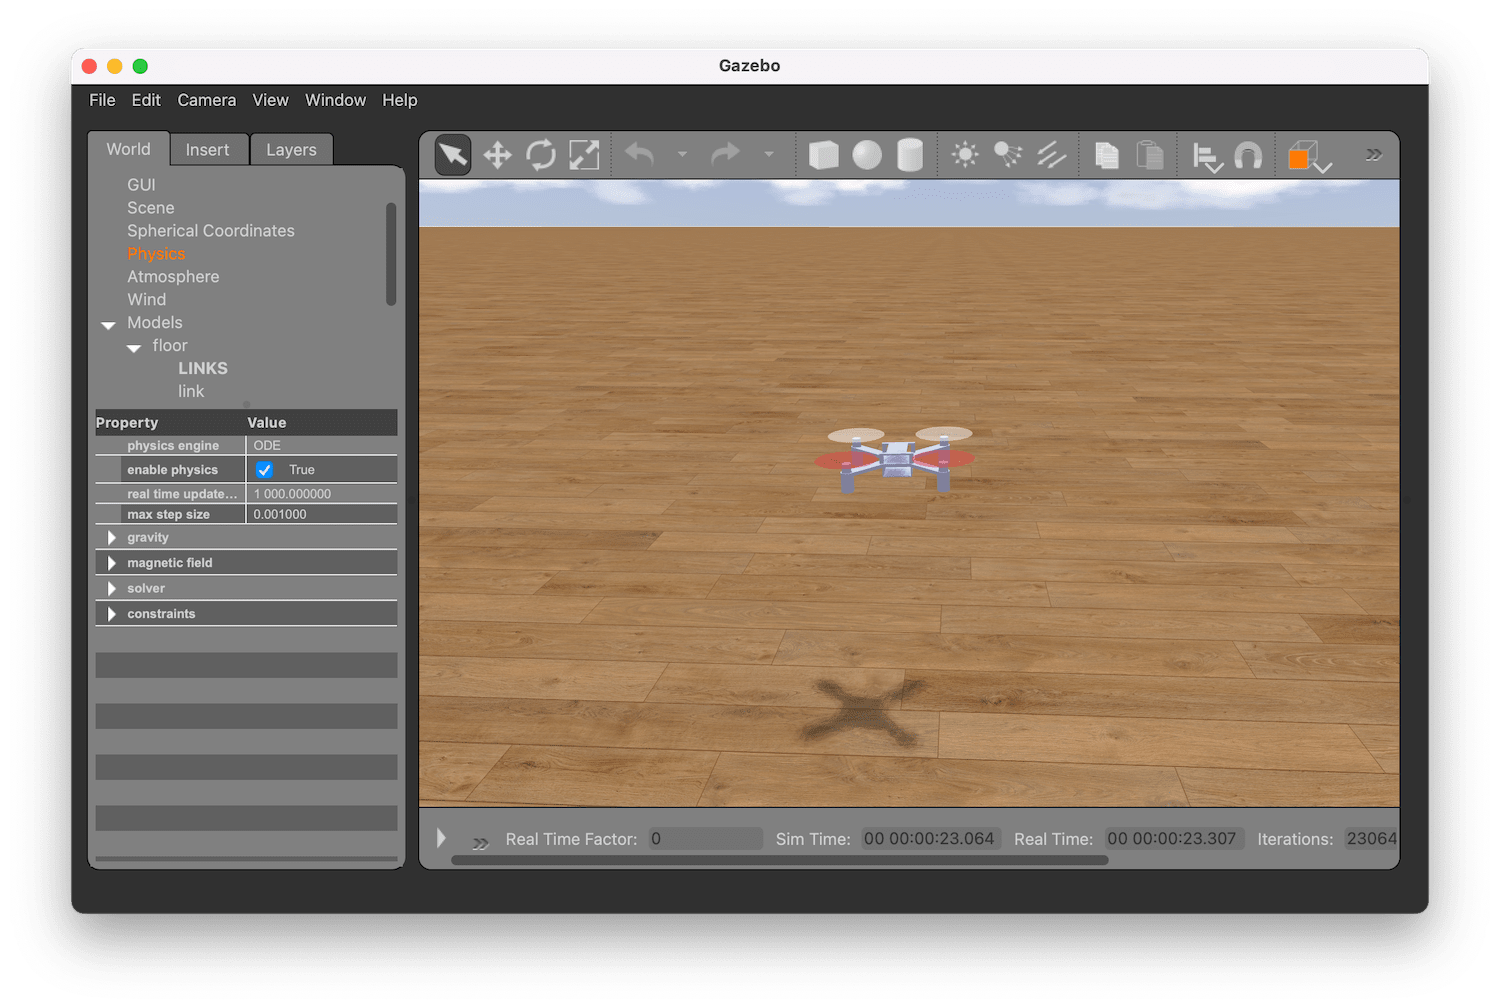 Gazebo
File Edit Camera View Window Help
World Insert Layers
GUI
Scene
Spherical Coordinates
Physics
Atmosphere
Wind
Models
floor
LINKS
link
Property Value
physics engine ODE
enable physics True
real time update... 1 000.000000
max step size 0.001000
gravity
magnetic field
solver
constraints
Real Time Factor: 0 Sim Time: 00 00:00:23.064 Real Time: 00 00:00:23.307 Iterations: 23064